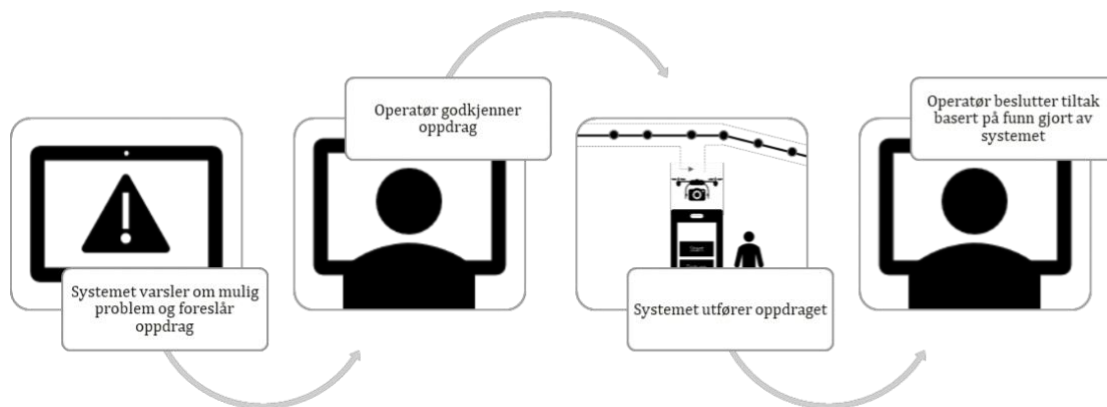 Systemet varsler om mulig
problem og foreslår
oppdrag
Operatør godkjenner
oppdrag
Start
Systemet utfører oppdraget
Operatør beslutter tiltak
basert på funn gjort av
systemet